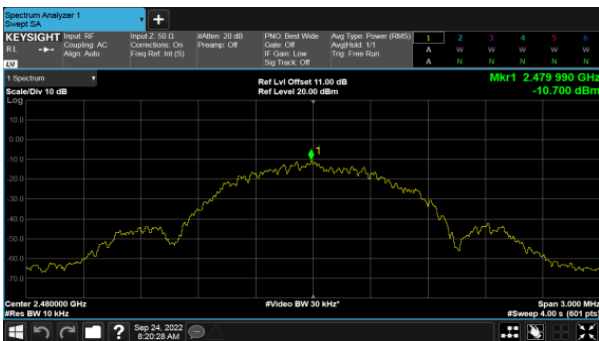 Spectrum Analyzer 1
Swept SA
+
KEYSIGHT
RL
LXI
Input: RF
Coupling: AC
Align: Auto
Input Z: 50 Ω
Corrections: On
Freq Ref: Int (S)
#Atten: 20 dB
Preamp: Off
PNO: Best Wide
Gate: Off
IF Gain: Low
Sig Track: Off
Avg Type: Power (RMS)
Avg|Hold: 1/1
Trig: Free Run
1 2 3 4 5 6
A W W W W W
A N N N N N
1 Spectrum
Scale/Div 10 dB
Log
Ref Lvl Offset 11.00 dB
Ref Level 20.00 dBm
Mkr1 2.479 990 GHz
-10.700 dBm
10.0
0.00
-10.0
-20.0
-30.0
-40.0
-50.0
-60.0
-70.0
1
Center 2.480000 GHz
#Res BW 10 kHz
#Video BW 30 kHz*
Span 3.000 MHz
#Sweep 4.00 s (601 pts)
?
Sep 24, 2022
8:20:28 AM